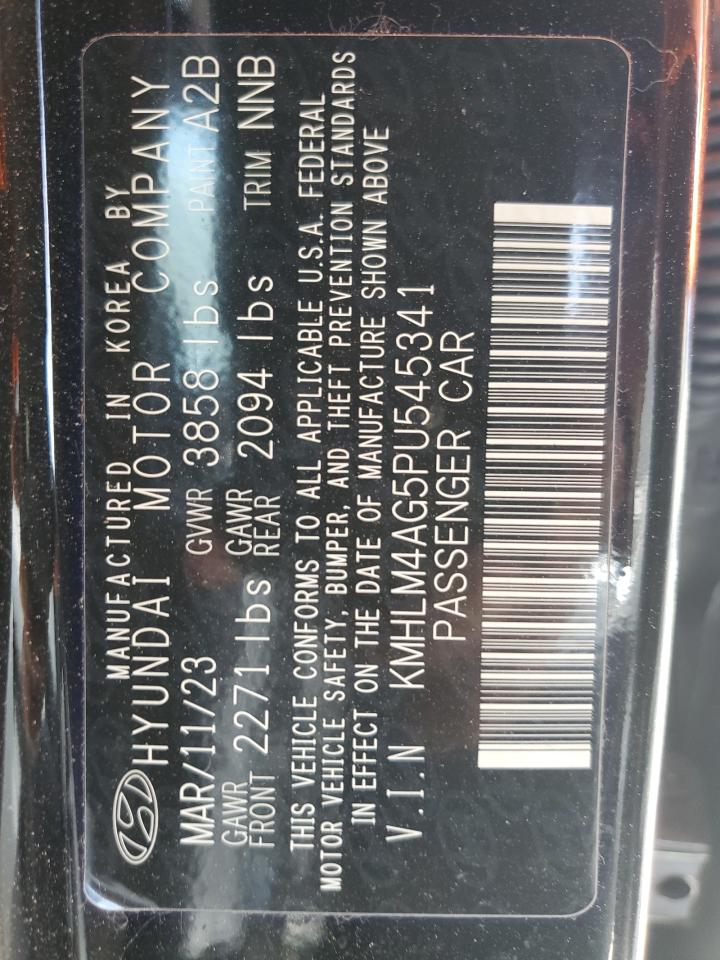 MANUFACTURED IN KOREA BY
HYUNDAI MOTOR COMPANY
MAR/11/23 GVWR 3858 lbs PAINT A2B
GAWR FRONT 2271 lbs GAWR REAR 2094 lbs TRIM NNB
THIS VEHICLE CONFORMS TO ALL APPLICABLE U.S.A. FEDERAL
MOTOR VEHICLE SAFETY, BUMPER, AND THEFT PREVENTION STANDARDS
IN EFFECT ON THE DATE OF MANUFACTURE SHOWN ABOVE
V.I.N KMHLM4AG5PU545341
PASSENGER CAR